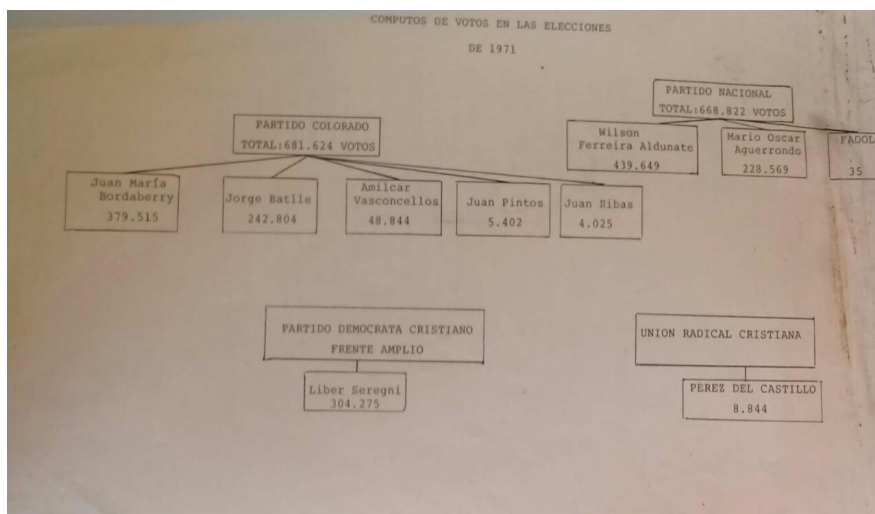 COMPUTOS DE VOTOS EN LAS ELECCIONES
DE 1971
PARTIDO COLORADO
TOTAL:681.624 VOTOS
Juan María
Bordaberry
379.515
Jorge Batlle
242.804
Amilcar
Vasconcellos
48.844
Juan Pintos
5.402
Juan Ribas
4.025
PARTIDO NACIONAL
TOTAL:668.822 VOTOS
Wilson
Ferreira Aldunate
439.649
Mario Oscar
Aguerrondo
228.569
FADOL
35
PARTIDO DEMOCRATA CRISTIANO
FRENTE AMPLIO
Liber Seregni
304.275
UNION RADICAL CRISTIANA
PEREZ DEL CASTILLO
8.844